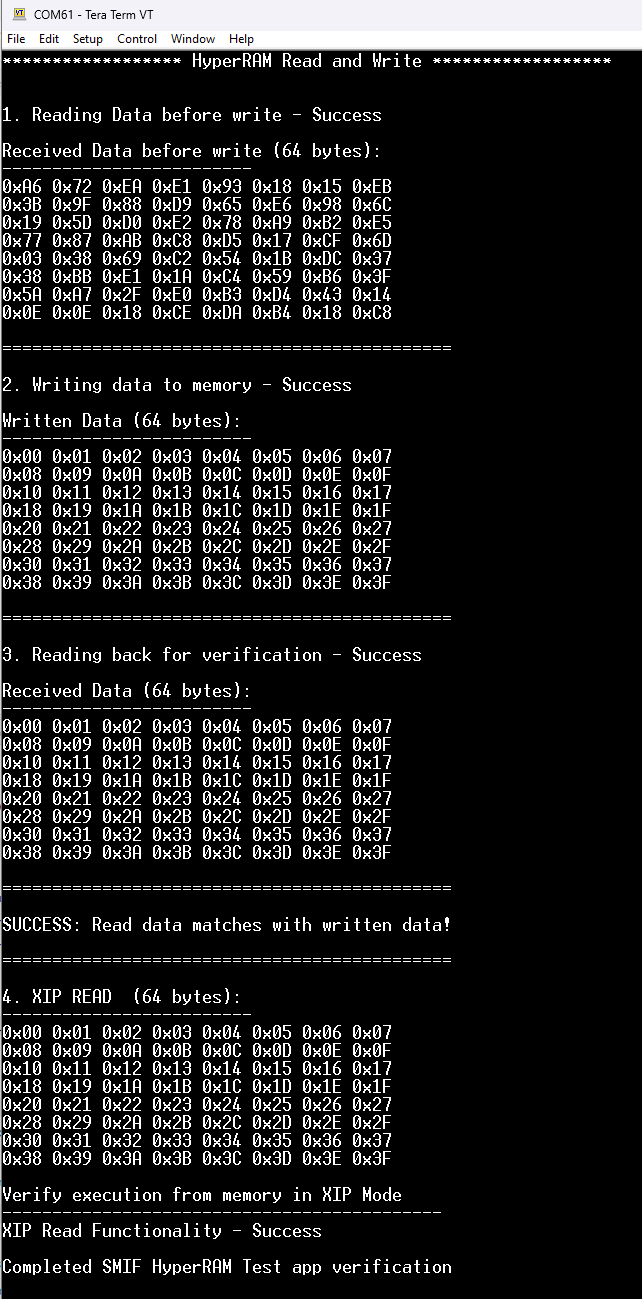 COM61 - Tera Term VT
File Edit Setup Control Window Help
****************** HyperRAM Read and Write ******************
1. Reading Data before write - Success
Received Data before write (64 bytes):
-------------------------
0xA6 0x72 0xEA 0xE1 0x93 0x18 0x15 0xEB
0x3B 0x9F 0x88 0xD9 0x65 0xE6 0x98 0x6C
0x19 0x5D 0xD0 0xE2 0x78 0xA9 0xB2 0xE5
0x77 0x87 0xAB 0xC8 0xD5 0x17 0xCF 0x6D
0x03 0x38 0x69 0xC2 0x54 0x1B 0xDC 0x37
0x38 0xBB 0xE1 0x1A 0xC4 0x59 0xB6 0x3F
0x5A 0xA7 0x2F 0xE0 0xB3 0xD4 0x43 0x14
0x0E 0x0E 0x18 0xCE 0xDA 0xB4 0x18 0xC8
=============================================
2. Writing data to memory - Success
Written Data (64 bytes):
-------------------------
0x00 0x01 0x02 0x03 0x04 0x05 0x06 0x07
0x08 0x09 0x0A 0x0B 0x0C 0x0D 0x0E 0x0F
0x10 0x11 0x12 0x13 0x14 0x15 0x16 0x17
0x18 0x19 0x1A 0x1B 0x1C 0x1D 0x1E 0x1F
0x20 0x21 0x22 0x23 0x24 0x25 0x26 0x27
0x28 0x29 0x2A 0x2B 0x2C 0x2D 0x2E 0x2F
0x30 0x31 0x32 0x33 0x34 0x35 0x36 0x37
0x38 0x39 0x3A 0x3B 0x3C 0x3D 0x3E 0x3F
=============================================
3. Reading back for verification - Success
Received Data (64 bytes):
-------------------------
0x00 0x01 0x02 0x03 0x04 0x05 0x06 0x07
0x08 0x09 0x0A 0x0B 0x0C 0x0D 0x0E 0x0F
0x10 0x11 0x12 0x13 0x14 0x15 0x16 0x17
0x18 0x19 0x1A 0x1B 0x1C 0x1D 0x1E 0x1F
0x20 0x21 0x22 0x23 0x24 0x25 0x26 0x27
0x28 0x29 0x2A 0x2B 0x2C 0x2D 0x2E 0x2F
0x30 0x31 0x32 0x33 0x34 0x35 0x36 0x37
0x38 0x39 0x3A 0x3B 0x3C 0x3D 0x3E 0x3F
=============================================
SUCCESS: Read data matches with written data!
=============================================
4. XIP READ  (64 bytes):
-------------------------
0x00 0x01 0x02 0x03 0x04 0x05 0x06 0x07
0x08 0x09 0x0A 0x0B 0x0C 0x0D 0x0E 0x0F
0x10 0x11 0x12 0x13 0x14 0x15 0x16 0x17
0x18 0x19 0x1A 0x1B 0x1C 0x1D 0x1E 0x1F
0x20 0x21 0x22 0x23 0x24 0x25 0x26 0x27
0x28 0x29 0x2A 0x2B 0x2C 0x2D 0x2E 0x2F
0x30 0x31 0x32 0x33 0x34 0x35 0x36 0x37
0x38 0x39 0x3A 0x3B 0x3C 0x3D 0x3E 0x3F
Verify execution from memory in XIP Mode
--------------------------------------------
XIP Read Functionality - Success
Completed SMIF HyperRAM Test app verification